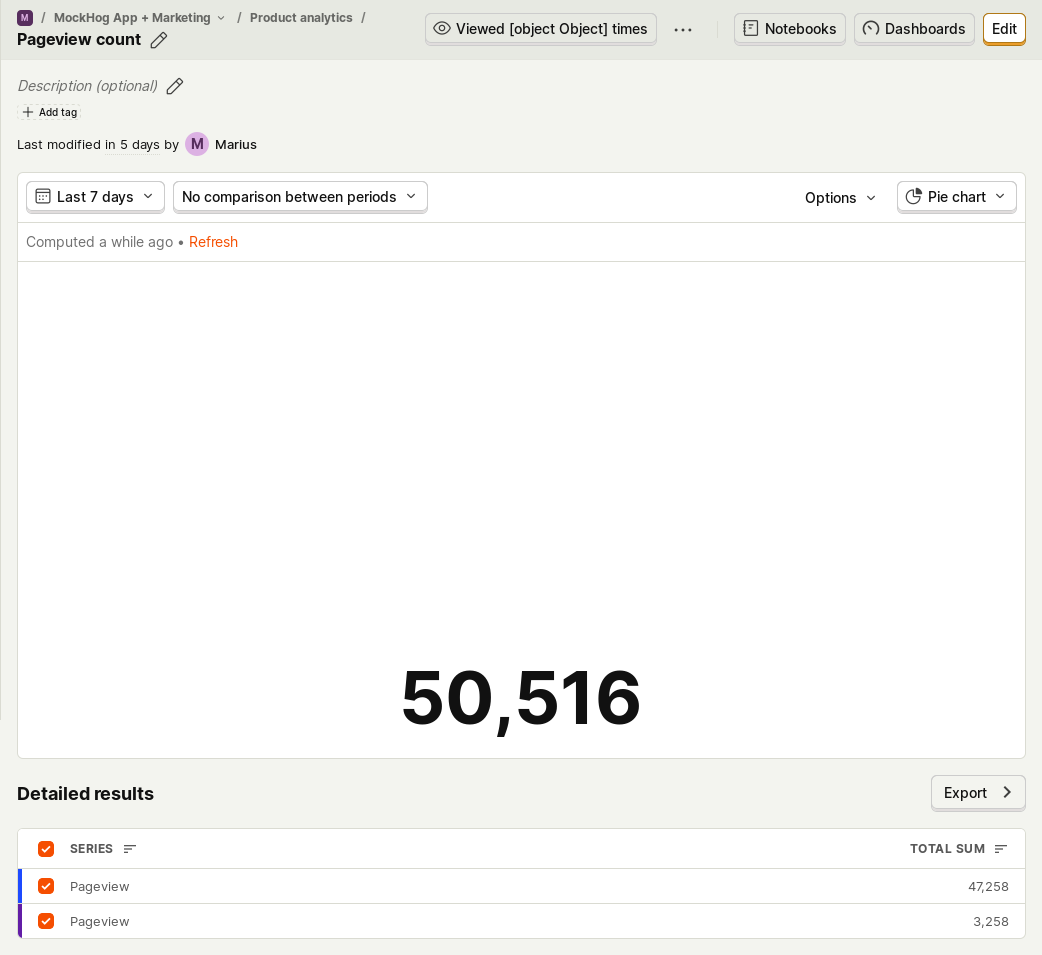 M / MockHog App + Marketing / Product analytics /
Pageview count
Viewed [object Object] times
Notebooks
Dashboards
Edit
Description (optional)
Add tag
Last modified in 5 days by M Marius
Last 7 days
No comparison between periods
Options
Pie chart
Computed a while ago • Refresh
50,516
Detailed results
Export
SERIES TOTAL SUM
Pageview 47,258
Pageview 3,258